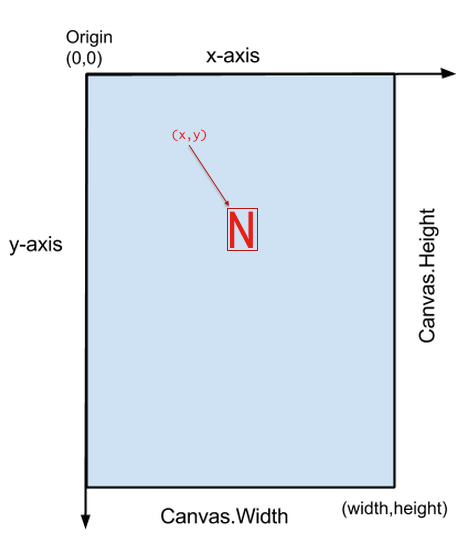 Origin
(0,0)
x-axis
(x,y)
N
y-axis
Canvas.Height
(width,height)
Canvas.Width